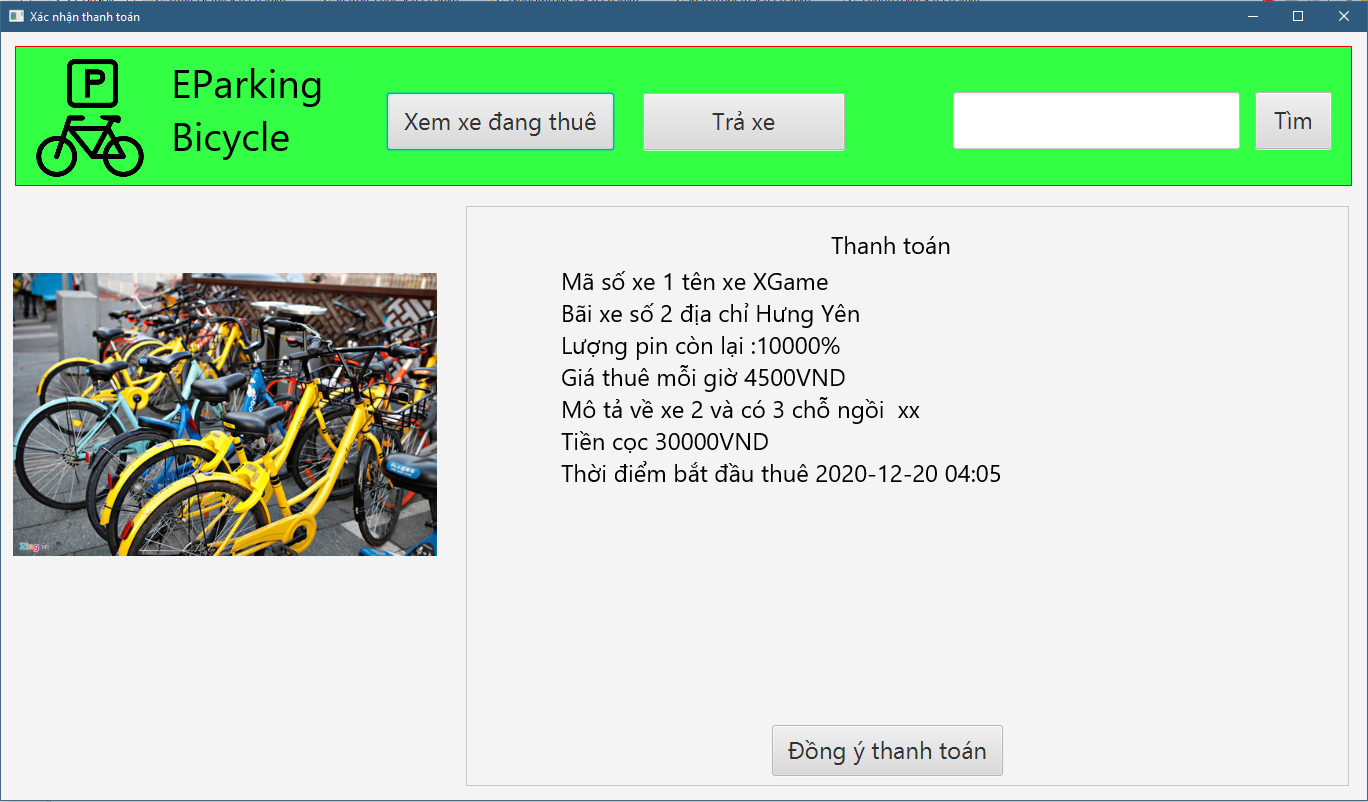 Xác nhận thanh toán
P
EParking
Bicycle
Xem xe đang thuê
Trả xe
Tìm
Thanh toán
Mã số xe 1 tên xe XGame
Bãi xe số 2 địa chỉ Hưng Yên
Lượng pin còn lại :10000%
Giá thuê mỗi giờ 4500VND
Mô tả về xe 2 và có 3 chỗ ngồi  xx
Tiền cọc 30000VND
Thời điểm bắt đầu thuê 2020-12-20 04:05
Zing.vn
Đồng ý thanh toán